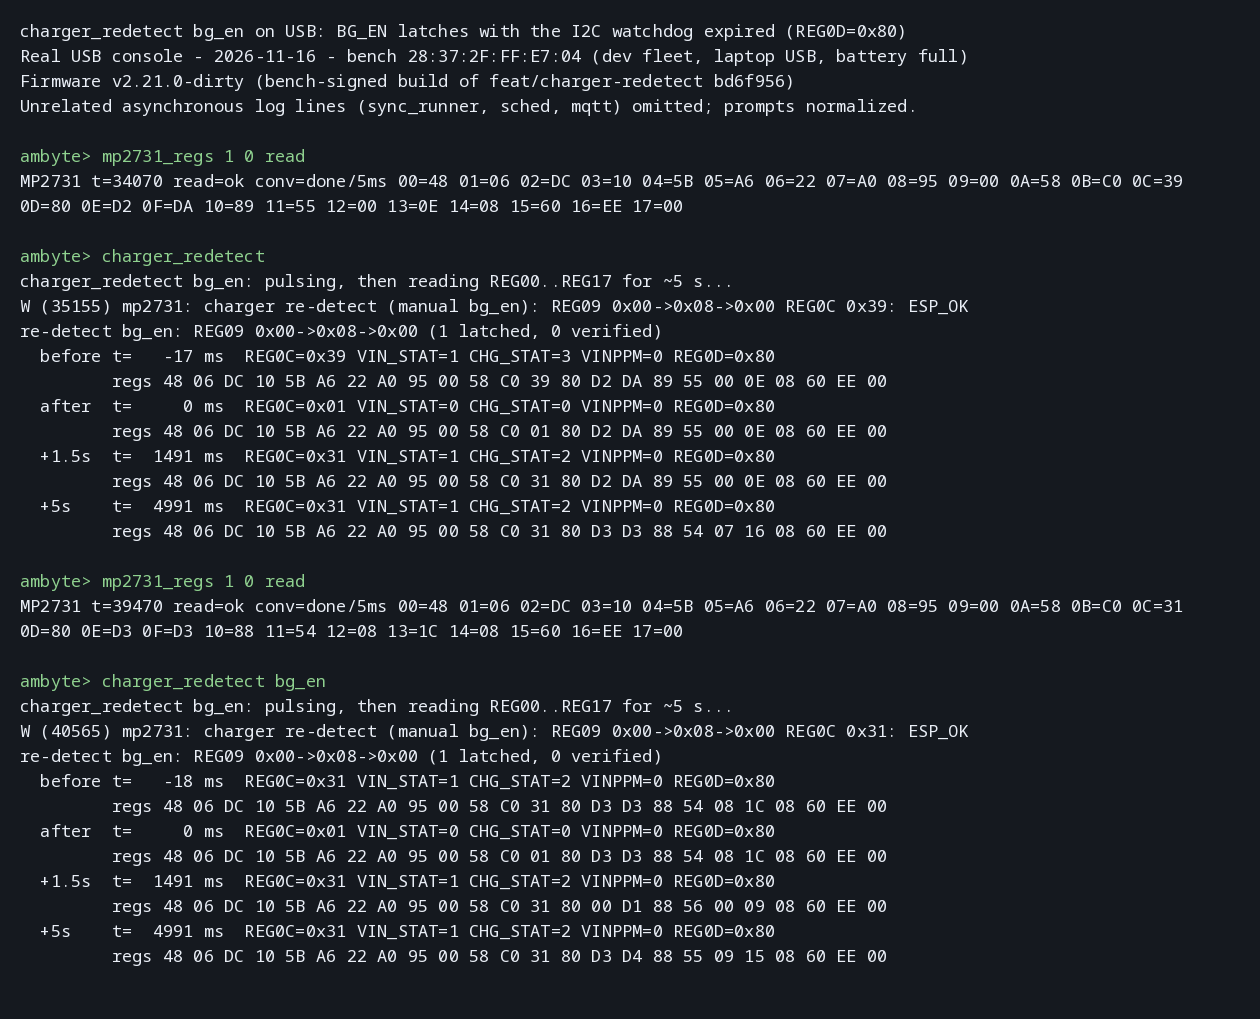 charger_redetect bg_en on USB: BG_EN latches with the I2C watchdog expired (REG0D=0x80)
Real USB console - 2026-11-16 - bench 28:37:2F:FF:E7:04 (dev fleet, laptop USB, battery full)
Firmware v2.21.0-dirty (bench-signed build of feat/charger-redetect bd6f956)
Unrelated asynchronous log lines (sync_runner, sched, mqtt) omitted; prompts normalized.
ambyte> mp2731_regs 1 0 read
MP2731 t=34070 read=ok conv=done/5ms 00=48 01=06 02=DC 03=10 04=5B 05=A6 06=22 07=A0 08=95 09=00 0A=58 0B=C0 0C=39
0D=80 0E=D2 0F=DA 10=89 11=55 12=00 13=0E 14=08 15=60 16=EE 17=00
ambyte> charger_redetect
charger_redetect bg_en: pulsing, then reading REG00..REG17 for ~5 s...
W (35155) mp2731: charger re-detect (manual bg_en): REG09 0x00->0x08->0x00 REG0C 0x39: ESP_OK
re-detect bg_en: REG09 0x00->0x08->0x00 (1 latched, 0 verified)
before t=   -17 ms  REG0C=0x39 VIN_STAT=1 CHG_STAT=3 VINPPM=0 REG0D=0x80
regs 48 06 DC 10 5B A6 22 A0 95 00 58 C0 39 80 D2 DA 89 55 00 0E 08 60 EE 00
after  t=     0 ms  REG0C=0x01 VIN_STAT=0 CHG_STAT=0 VINPPM=0 REG0D=0x80
regs 48 06 DC 10 5B A6 22 A0 95 00 58 C0 01 80 D2 DA 89 55 00 0E 08 60 EE 00
+1.5s  t=  1491 ms  REG0C=0x31 VIN_STAT=1 CHG_STAT=2 VINPPM=0 REG0D=0x80
regs 48 06 DC 10 5B A6 22 A0 95 00 58 C0 31 80 D2 DA 89 55 00 0E 08 60 EE 00
+5s    t=  4991 ms  REG0C=0x31 VIN_STAT=1 CHG_STAT=2 VINPPM=0 REG0D=0x80
regs 48 06 DC 10 5B A6 22 A0 95 00 58 C0 31 80 D3 D3 88 54 07 16 08 60 EE 00
ambyte> mp2731_regs 1 0 read
MP2731 t=39470 read=ok conv=done/5ms 00=48 01=06 02=DC 03=10 04=5B 05=A6 06=22 07=A0 08=95 09=00 0A=58 0B=C0 0C=31
0D=80 0E=D3 0F=D3 10=88 11=54 12=08 13=1C 14=08 15=60 16=EE 17=00
ambyte> charger_redetect bg_en
charger_redetect bg_en: pulsing, then reading REG00..REG17 for ~5 s...
W (40565) mp2731: charger re-detect (manual bg_en): REG09 0x00->0x08->0x00 REG0C 0x31: ESP_OK
re-detect bg_en: REG09 0x00->0x08->0x00 (1 latched, 0 verified)
before t=   -18 ms  REG0C=0x31 VIN_STAT=1 CHG_STAT=2 VINPPM=0 REG0D=0x80
regs 48 06 DC 10 5B A6 22 A0 95 00 58 C0 31 80 D3 D3 88 54 08 1C 08 60 EE 00
after  t=     0 ms  REG0C=0x01 VIN_STAT=0 CHG_STAT=0 VINPPM=0 REG0D=0x80
regs 48 06 DC 10 5B A6 22 A0 95 00 58 C0 01 80 D3 D3 88 54 08 1C 08 60 EE 00
+1.5s  t=  1491 ms  REG0C=0x31 VIN_STAT=1 CHG_STAT=2 VINPPM=0 REG0D=0x80
regs 48 06 DC 10 5B A6 22 A0 95 00 58 C0 31 80 00 D1 88 56 00 09 08 60 EE 00
+5s    t=  4991 ms  REG0C=0x31 VIN_STAT=1 CHG_STAT=2 VINPPM=0 REG0D=0x80
regs 48 06 DC 10 5B A6 22 A0 95 00 58 C0 31 80 D3 D4 88 55 09 15 08 60 EE 00